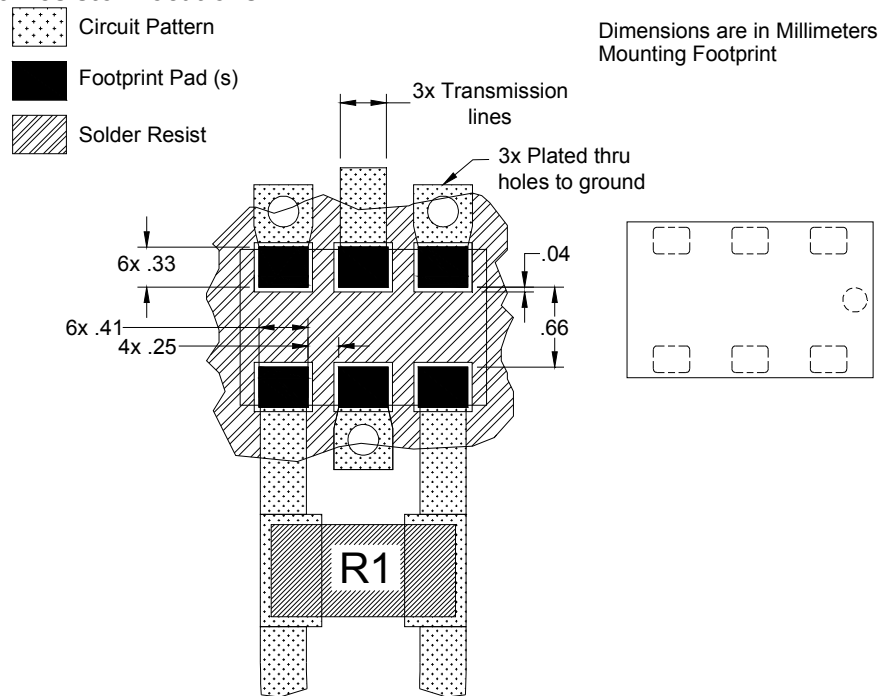 Circuit Pattern
Footprint Pad (s)
Solder Resist
Dimensions are in Millimeters
Mounting Footprint
3x Transmission
lines
3x Plated thru
holes to ground
6x .33
.04
6x .41
4x .25
.66
R1